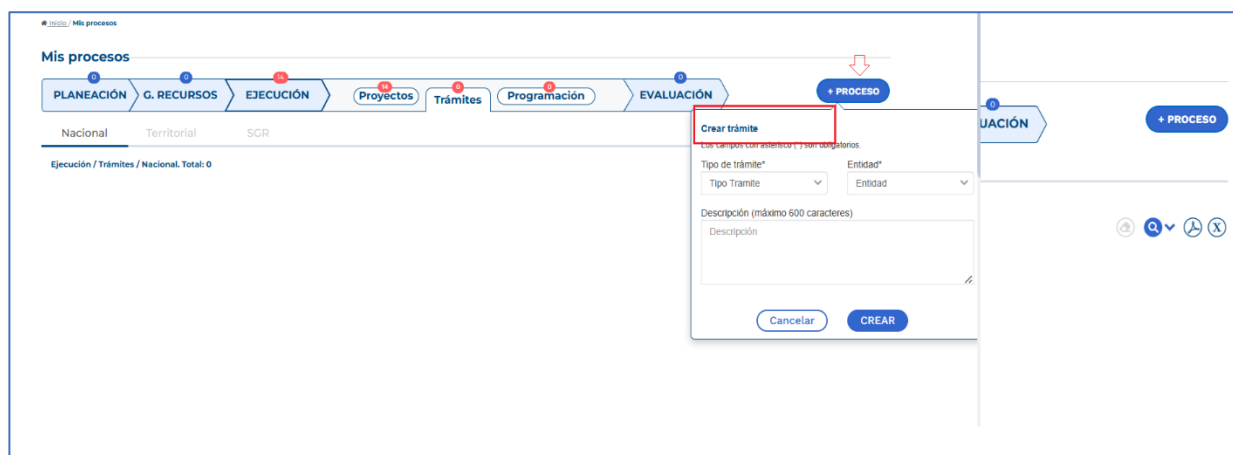 Inicio / Mis procesos
Mis procesos
0 0 14 14 0 0 0
PLANEACIÓN G. RECURSOS EJECUCIÓN Proyectos Trámites Programación EVALUACIÓN + PROCESO
Nacional Territorial SGR
Ejecución / Trámites / Nacional. Total: 0
Crear trámite
Los campos con asterisco (*) son obligatorios.
Tipo de trámite* Entidad*
Tipo Tramite Entidad
Descripción (máximo 600 caracteres)
Descripción
Cancelar CREAR
0
UACIÓN + PROCESO
X